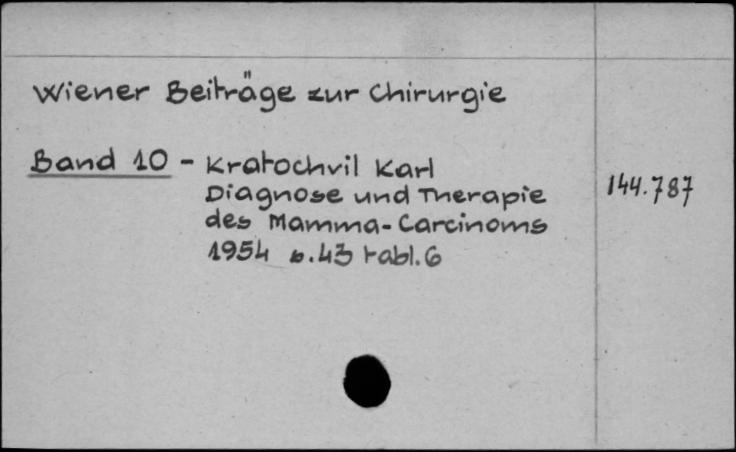 Wiener Beiträge zur Chirurgie
Band 10 - Kratochvil Karl
Diagnose und Therapie
des Mamma-Carcinoms
1954 s.43 tabl.6
144.787